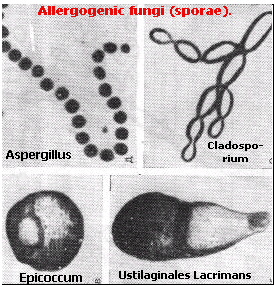 Allergogenic fungi (sporae).
Aspergillus
Cladospo-
rium
Epicoccum
Ustilaginales Lacrimans